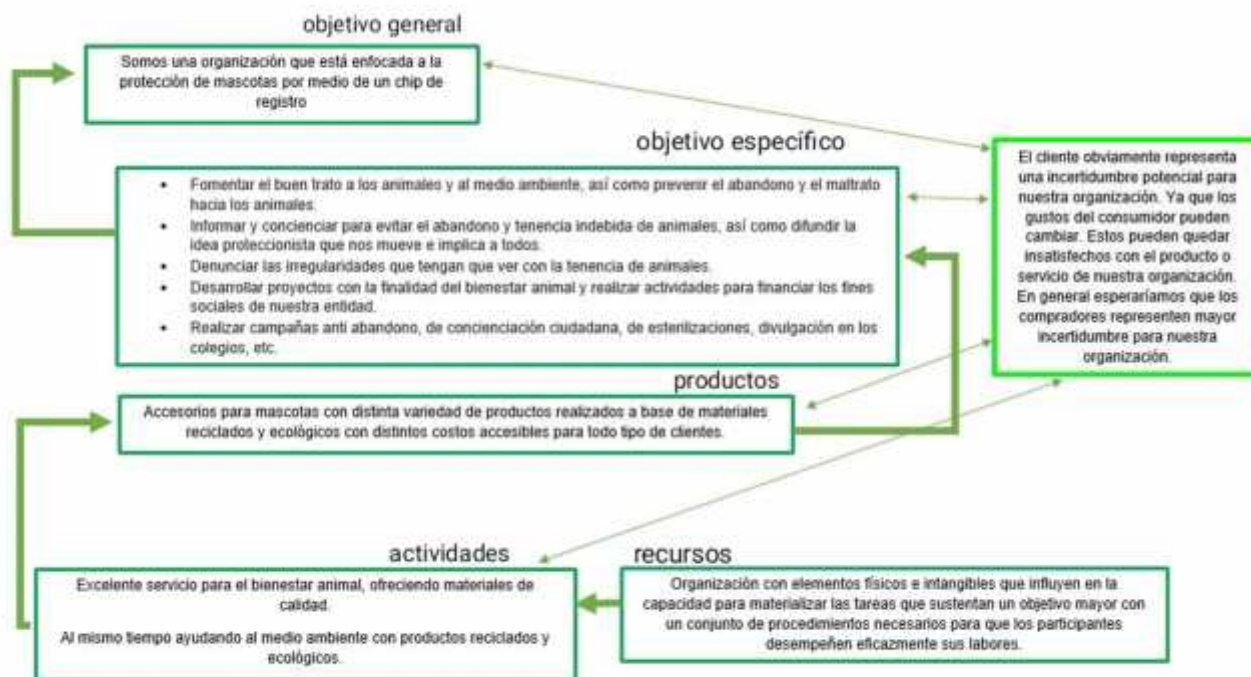 objetivo general
Somos una organización que está enfocada a la
protección de mascotas por medio de un chip de
registro
objetivo específico
• Fomentar el buen trato a los animales y al medio ambiente, así como prevenir el abandono y el maltrato
hacia los animales.
• Informar y concienciar para evitar el abandono y tenencia indebida de animales, así como difundir la
idea proteccionista que nos mueve e implica a todos.
• Denunciar las irregularidades que tengan que ver con la tenencia de animales.
• Desarrollar proyectos con la finalidad del bienestar animal y realizar actividades para financiar los fines
sociales de nuestra entidad.
• Realizar campañas anti abandono, de concienciación ciudadana, de esterilizaciones, divulgación en los
colegios, etc.
El cliente obviamente representa
una incertidumbre potencial para
nuestra organización. Ya que los
gustos del consumidor pueden
cambiar. Estos pueden quedar
insatisfechos con el producto o
servicio de nuestra organización.
En general esperaríamos que los
compradores representen mayor
incertidumbre para nuestra
organización.
productos
Accesorios para mascotas con distinta variedad de productos realizados a base de materiales
reciclados y ecológicos con distintos costos accesibles para todo tipo de clientes.
actividades
Excelente servicio para el bienestar animal, ofreciendo materiales de
calidad.
Al mismo tiempo ayudando al medio ambiente con productos reciclados y
ecológicos.
recursos
Organización con elementos físicos e intangibles que influyen en la
capacidad para materializar las tareas que sustentan un objetivo mayor con
un conjunto de procedimientos necesarios para que los participantes
desempeñen eficazmente sus labores.